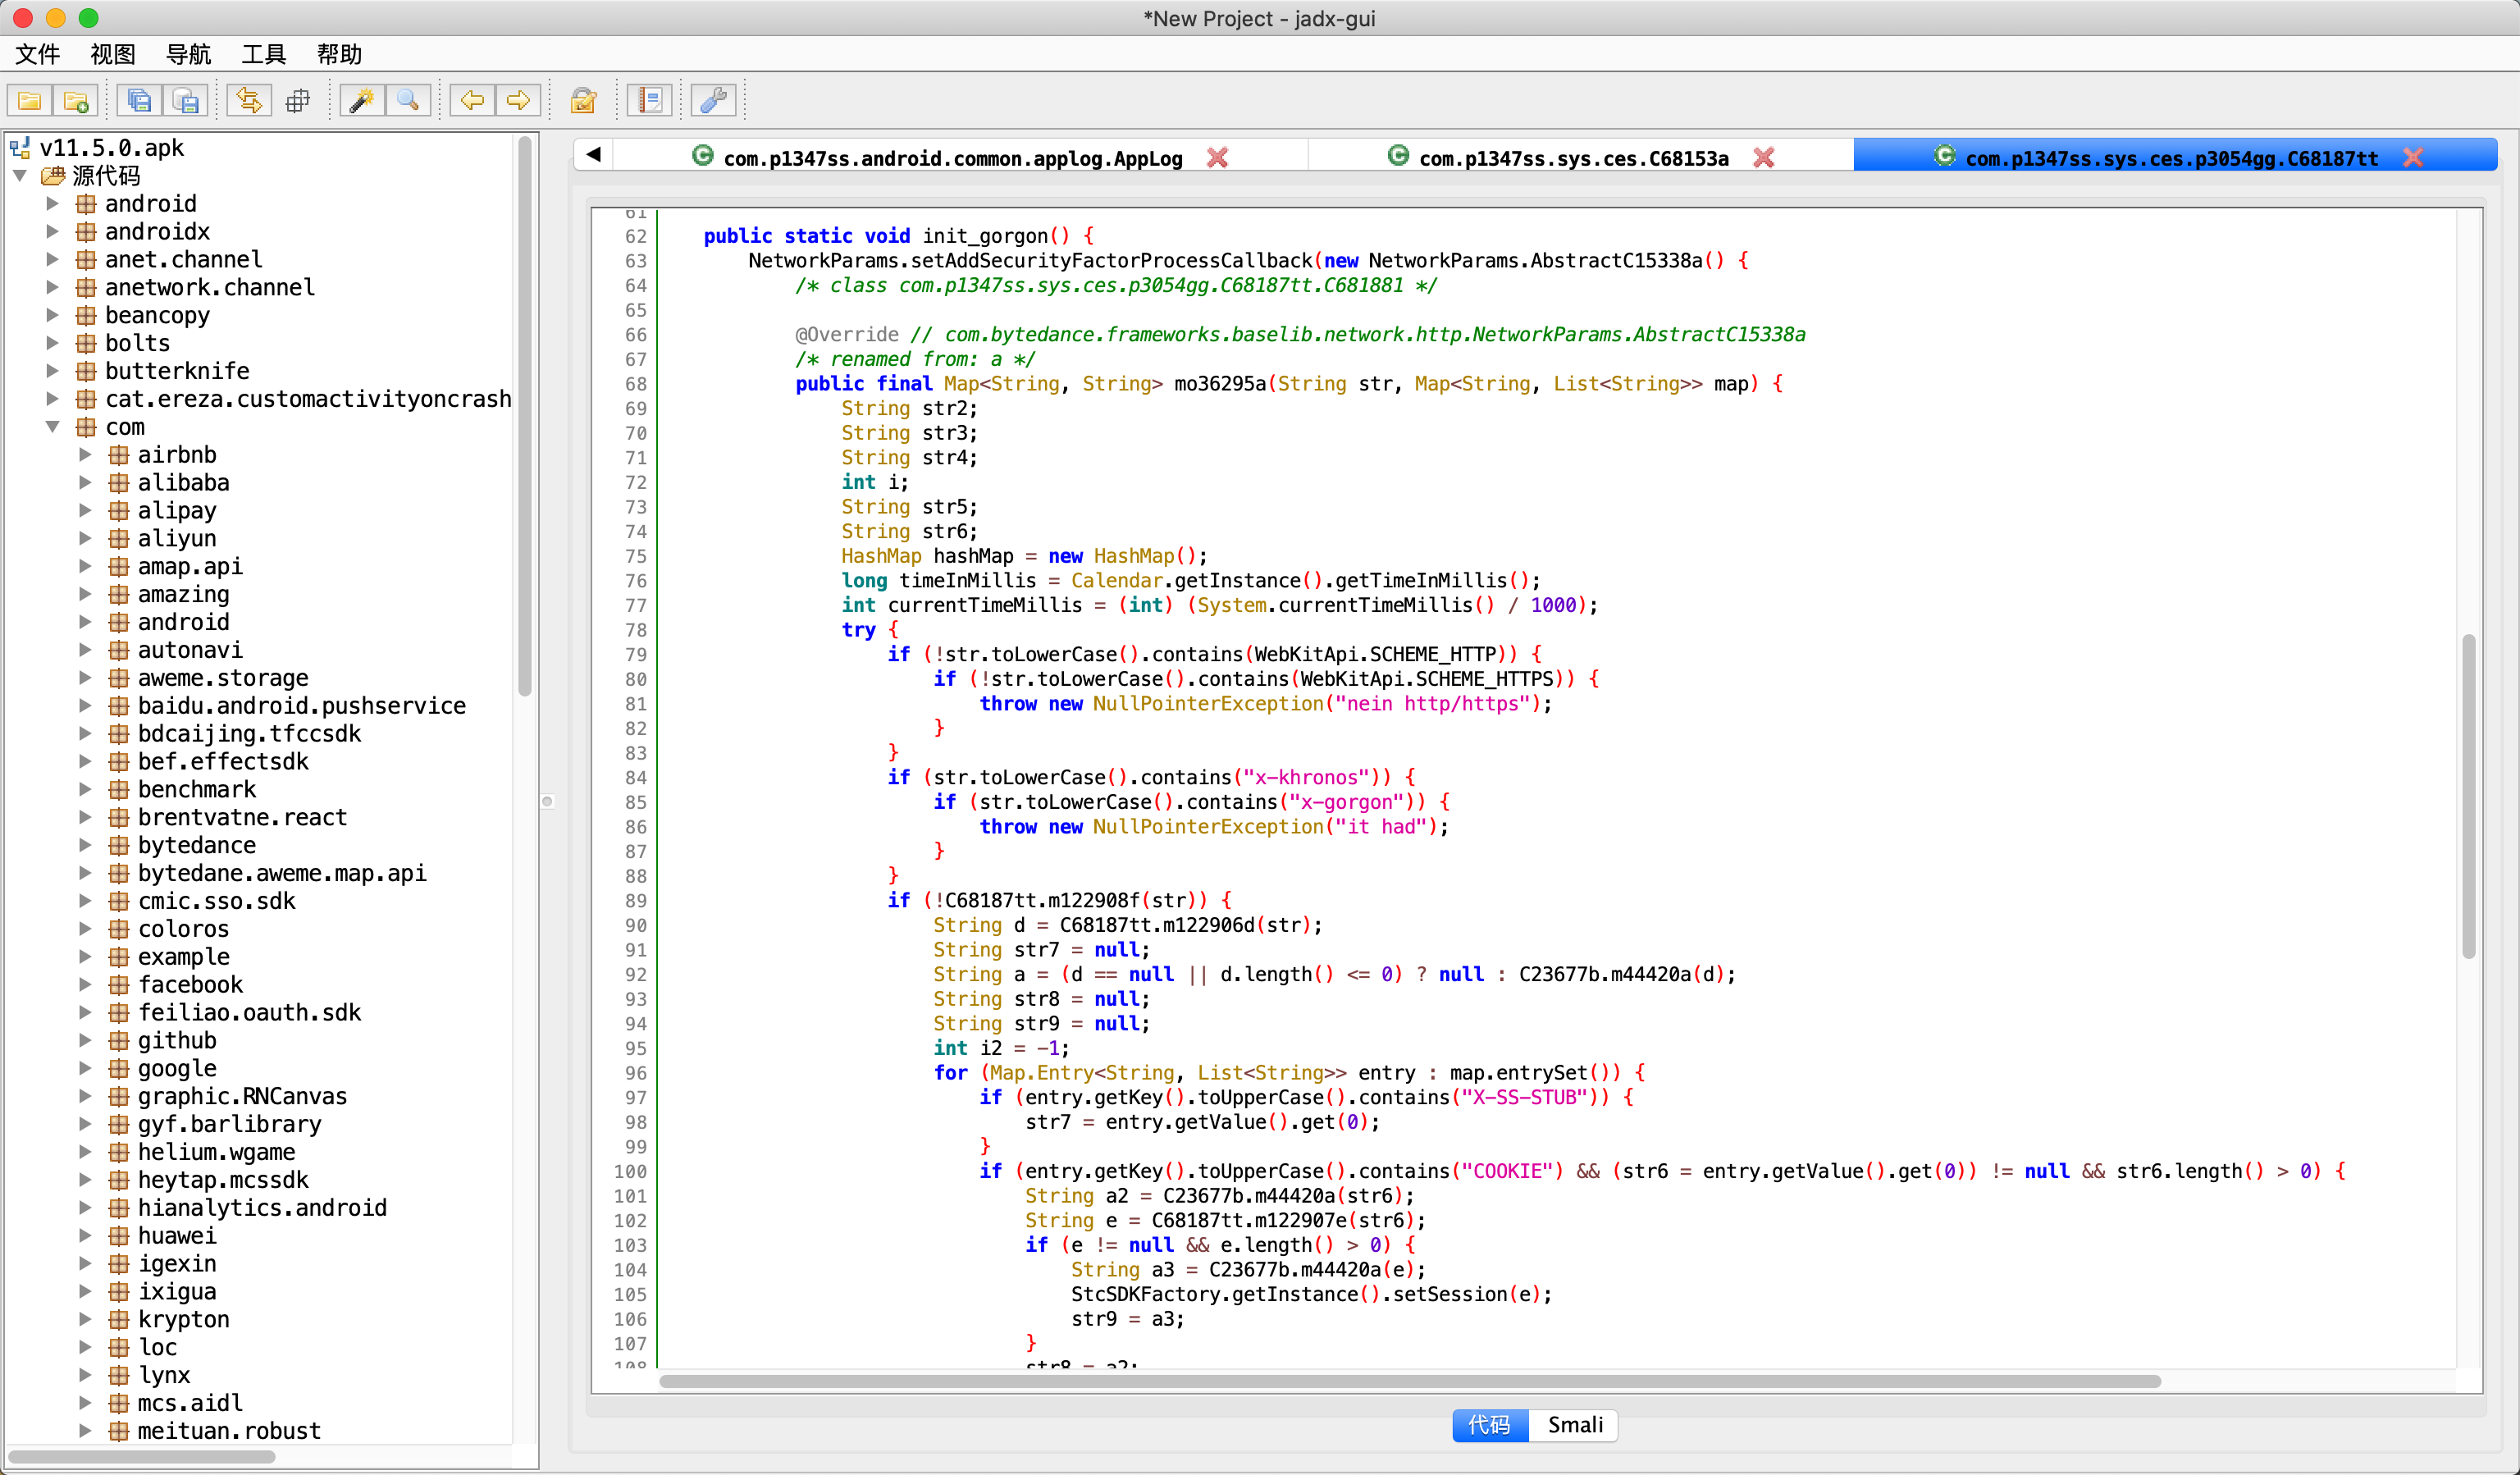 *New Project - jadx-gui
文件 视图 导航 工具 帮助
v11.5.0.apk
源代码
android
androidx
anet.channel
anetwork.channel
beancopy
bolts
butterknife
cat.ereza.customactivityoncrash
com
airbnb
alibaba
alipay
aliyun
amap.api
amazing
android
autonavi
aweme.storage
baidu.android.pushservice
bdcaijing.tfccsdk
bef.effectsdk
benchmark
brentvatne.react
bytedance
bytedane.aweme.map.api
cmic.sso.sdk
coloros
example
facebook
feiliao.oauth.sdk
github
google
graphic.RNCanvas
gyf.barlibrary
helium.wgame
heytap.mcssdk
hianalytics.android
huawei
igexin
ixigua
krypton
loc
lynx
mcs.aidl
meituan.robust
com.p1347ss.android.common.applog.AppLog com.p1347ss.sys.ces.C68153a com.p1347ss.sys.ces.p3054gg.C68187tt
61
62 public static void init_gorgon() {
63 NetworkParams.setAddSecurityFactorProcessCallback(new NetworkParams.AbstractC15338a() {
64 /* class com.p1347ss.sys.ces.p3054gg.C68187tt.C681881 */
65
66 @Override // com.bytedance.frameworks.baselib.network.http.NetworkParams.AbstractC15338a
67 /* renamed from: a */
68 public final Map<String, String> mo36295a(String str, Map<String, List<String>> map) {
69 String str2;
70 String str3;
71 String str4;
72 int i;
73 String str5;
74 String str6;
75 HashMap hashMap = new HashMap();
76 long timeInMillis = Calendar.getInstance().getTimeInMillis();
77 int currentTimeMillis = (int) (System.currentTimeMillis() / 1000);
78 try {
79 if (!str.toLowerCase().contains(WebKitApi.SCHEME_HTTP)) {
80 if (!str.toLowerCase().contains(WebKitApi.SCHEME_HTTPS)) {
81 throw new NullPointerException("nein http/https");
82 }
83 }
84 if (str.toLowerCase().contains("x-khronos")) {
85 if (str.toLowerCase().contains("x-gorgon")) {
86 throw new NullPointerException("it had");
87 }
88 }
89 if (!C68187tt.m122908f(str)) {
90 String d = C68187tt.m122906d(str);
91 String str7 = null;
92 String a = (d == null || d.length() <= 0) ? null : C23677b.m44420a(d);
93 String str8 = null;
94 String str9 = null;
95 int i2 = -1;
96 for (Map.Entry<String, List<String>> entry : map.entrySet()) {
97 if (entry.getKey().toUpperCase().contains("X-SS-STUB")) {
98 str7 = entry.getValue().get(0);
99 }
100 if (entry.getKey().toUpperCase().contains("COOKIE") && (str6 = entry.getValue().get(0)) != null && str6.length() > 0) {
101 String a2 = C23677b.m44420a(str6);
102 String e = C68187tt.m122907e(str6);
103 if (e != null && e.length() > 0) {
104 String a3 = C23677b.m44420a(e);
105 StcSDKFactory.getInstance().setSession(e);
106 str9 = a3;
107 }
108 str8 = a2;
代码 Smali